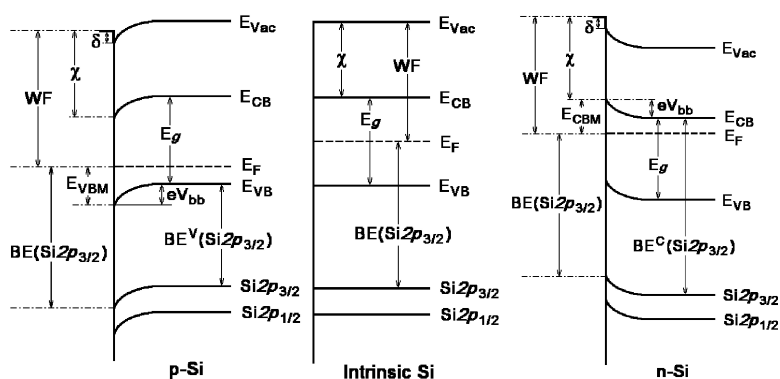 δ
E_Vac
χ
WF
E_CB
E_g
E_F
E_VBM
E_VB
eV_bb
BE(Si2p_3/2)
BE^V(Si2p_3/2)
Si2p_3/2
Si2p_1/2
p-Si
E_Vac
χ
WF
E_CB
E_g
E_F
E_VB
BE(Si2p_3/2)
Si2p_3/2
Si2p_1/2
Intrinsic Si
δ
E_Vac
χ
WF
eV_bb
E_CBM
E_CB
E_F
E_g
E_VB
BE(Si2p_3/2)
BE^C(Si2p_3/2)
Si2p_3/2
Si2p_1/2
n-Si